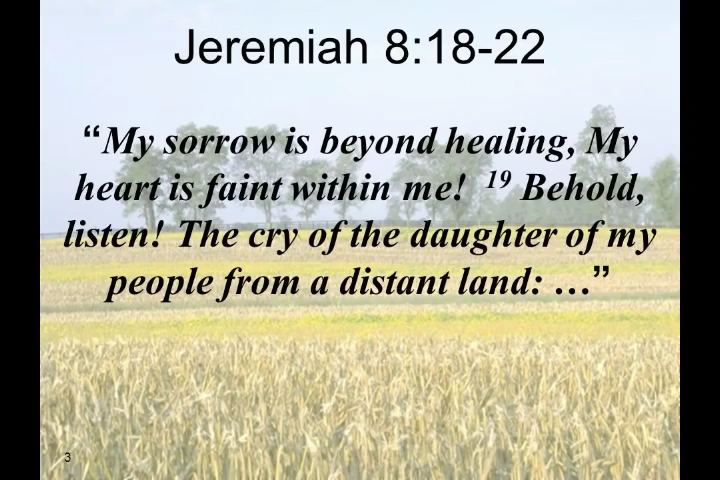 Jeremiah 8:18-22
“My sorrow is beyond healing, My
heart is faint within me!  19 Behold,
listen! The cry of the daughter of my
people from a distant land: …”
3